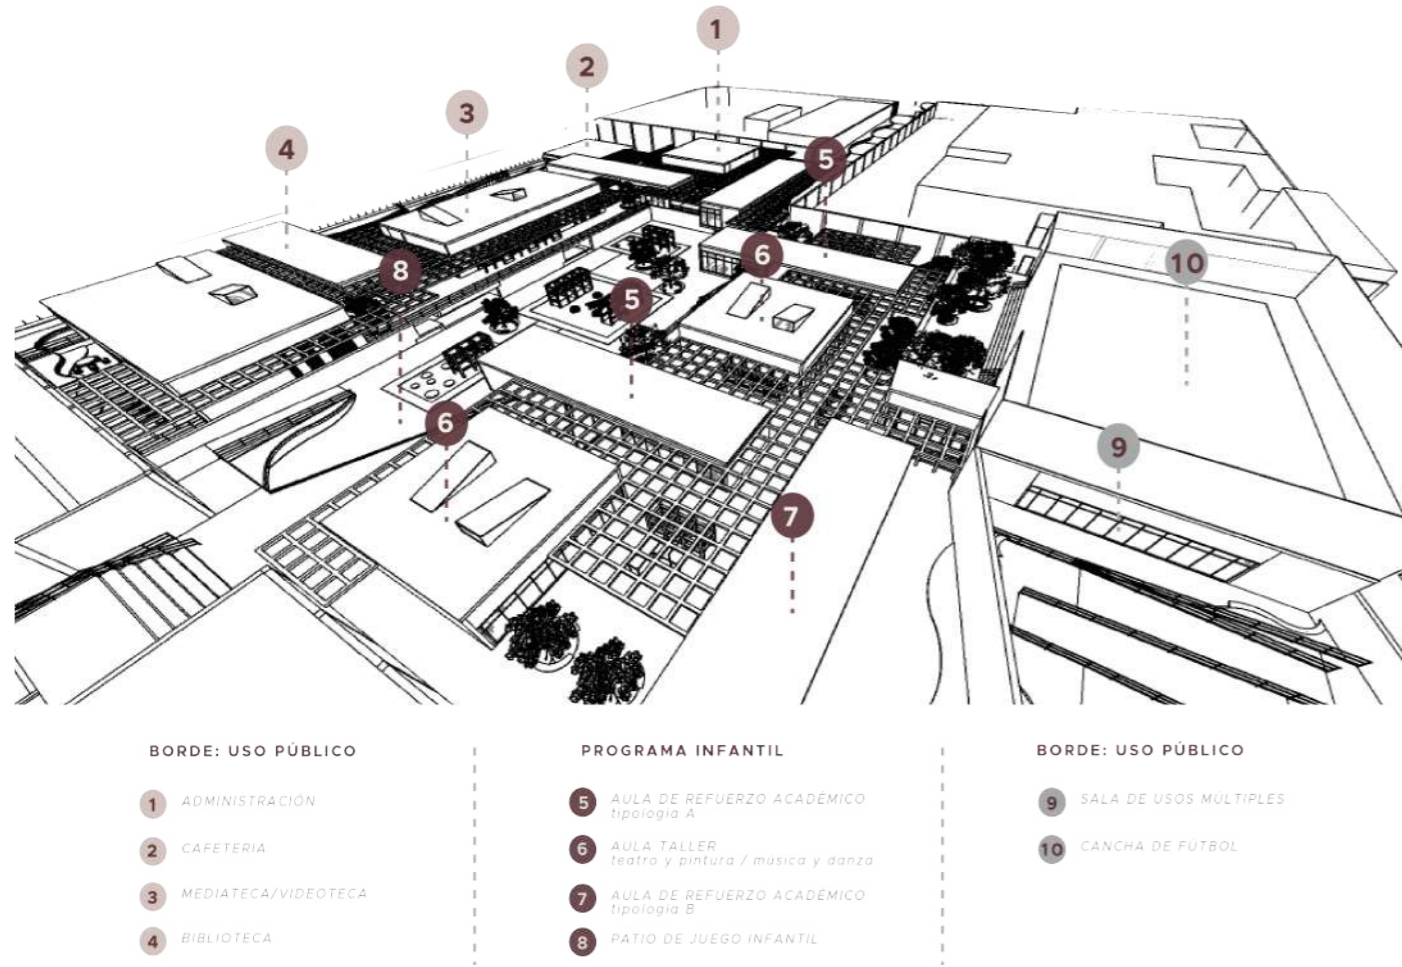 1
2
3
4
5
6
8
5
10
6
9
7
BORDE: USO PÚBLICO
1 ADMINISTRACIÓN
2 CAFETERIA
3 MEDIATECA/VIDEOTECA
4 BIBLIOTECA
PROGRAMA INFANTIL
5 AULA DE REFUERZO ACADÉMICO
tipologia A
6 AULA TALLER
teatro y pintura / música y danza
7 AULA DE REFUERZO ACADÉMICO
tipologia B
8 PATIO DE JUEGO INFANTIL
BORDE: USO PÚBLICO
9 SALA DE USOS MÚLTIPLES
10 CANCHA DE FÚTBOL